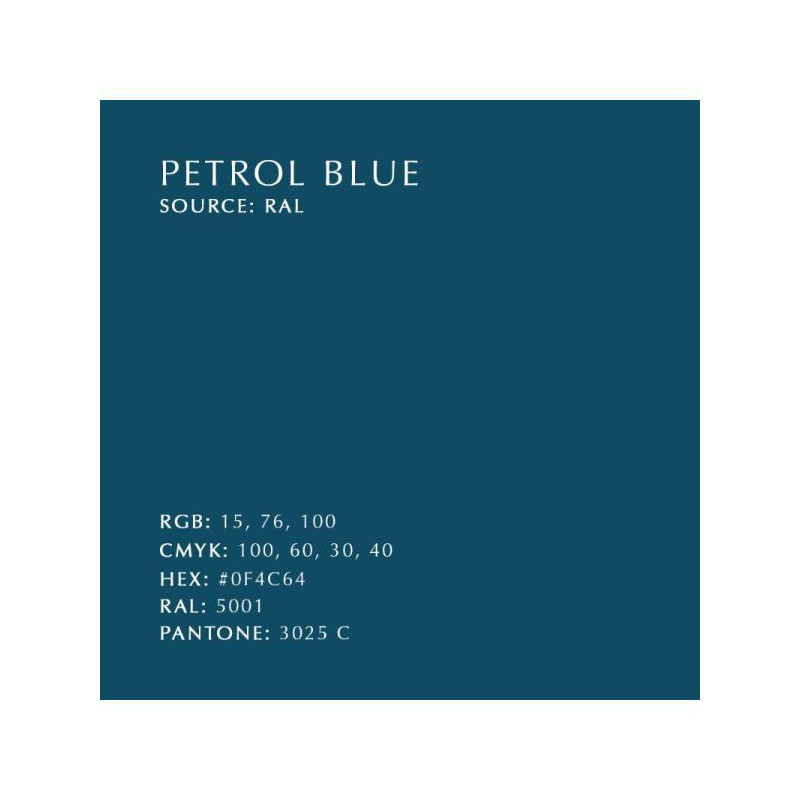 PETROL BLUE
SOURCE: RAL
RGB: 15, 76, 100
CMYK: 100, 60, 30, 40
HEX: #0F4C64
RAL: 5001
PANTONE: 3025 C